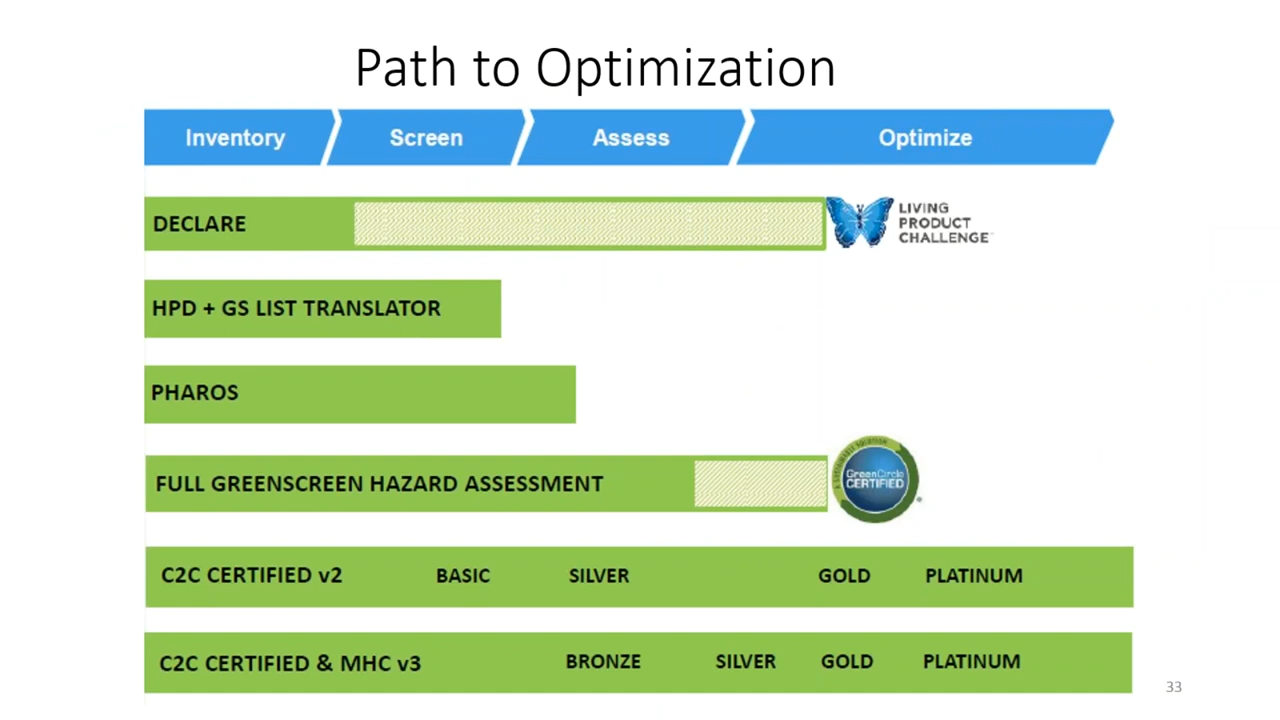 Path to Optimization
Inventory Screen Assess Optimize
DECLARE
LIVING
PRODUCT
CHALLENGE
HPD + GS LIST TRANSLATOR
PHAROS
FULL GREENSCREEN HAZARD ASSESSMENT
GreenCircle
CERTIFIED
C2C CERTIFIED v2 BASIC SILVER GOLD PLATINUM
C2C CERTIFIED & MHC v3 BRONZE SILVER GOLD PLATINUM
33